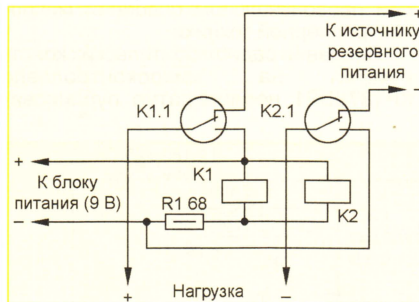 +
К источнику
резервного
питания
–
K1.1
K2.1
+
К блоку
питания (9 В)
–
K1
R1 68
K2
+ Нагрузка –